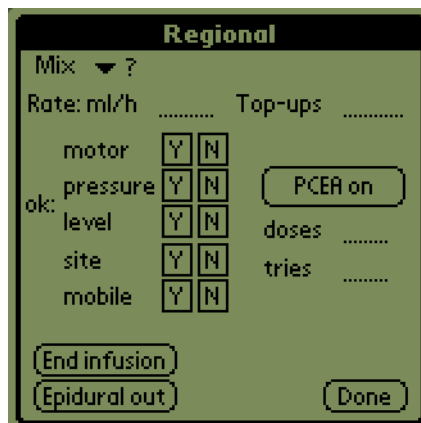 Regional
Mix ?
Rate: ml/h Top-ups
motor Y N
pressure Y N PCEA on
ok:
level Y N doses
site Y N tries
mobile Y N
End infusion
Epidural out Done